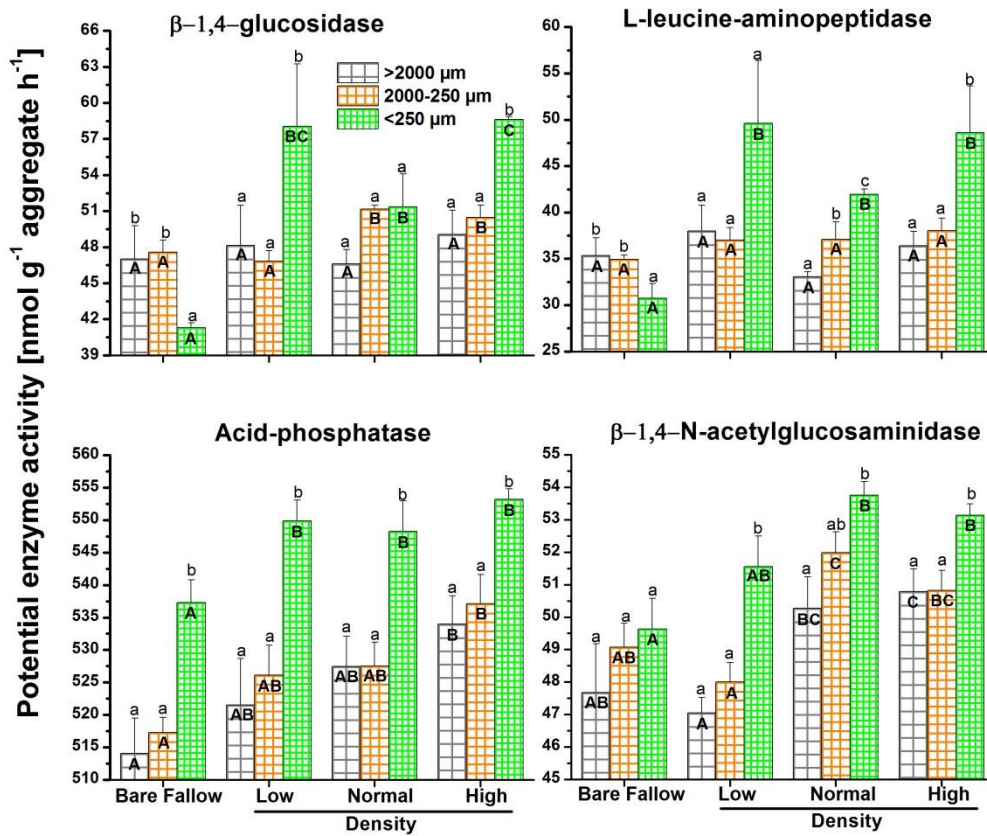 Potential enzyme activity [nmol g⁻¹ aggregate h⁻¹]
β–1,4–glucosidase
66
63
60
57
54
51
48
45
42
39
>2000 µm
2000-250 µm
<250 µm
b b a
a a b
a a a
a a b
A A A
A A BC
A B B
A B C
L-leucine-aminopeptidase
60
55
50
45
40
35
30
25
b b a
a a a
a b c
a a b
A A A
A A B
A A B
A A B
Acid-phosphatase
560
555
550
545
540
535
530
525
520
515
510
a a b
a a b
a a b
a a b
A A A
AB AB B
AB AB B
B B B
Bare Fallow Low Normal High
Density
β–1,4–N-acetylglucosaminidase
55
54
53
52
51
50
49
48
47
46
45
a a a
a a b
a ab b
a a b
AB AB A
A A AB
BC C B
C BC B
Bare Fallow Low Normal High
Density